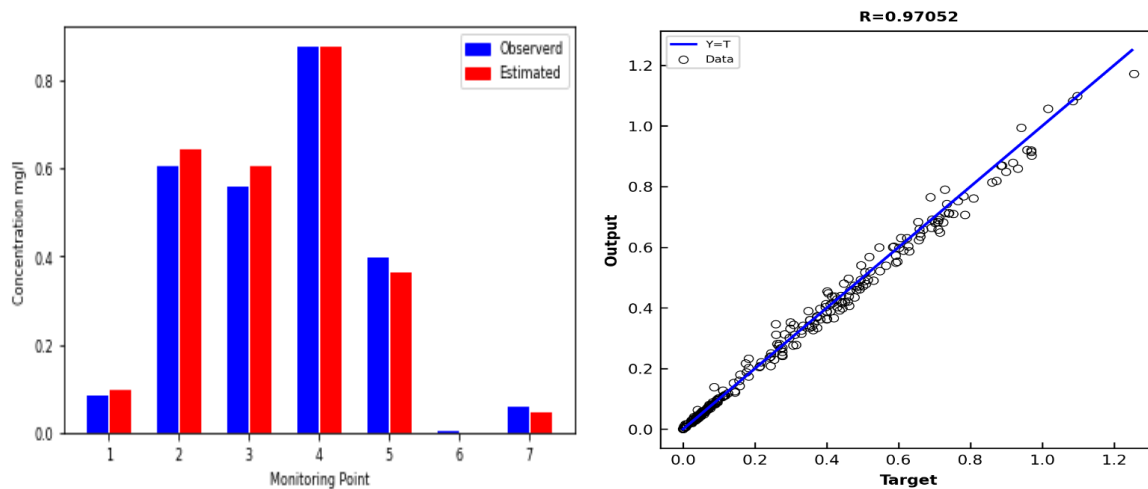 Concentration mg/l
0.8
0.6
0.4
0.2
0.0
Observerd
Estimated
1 2 3 4 5 6 7
Monitoring Point
R=0.97052
Output
1.2
1.0
0.8
0.6
0.4
0.2
0.0
Y=T
Data
0.0 0.2 0.4 0.6 0.8 1.0 1.2
Target